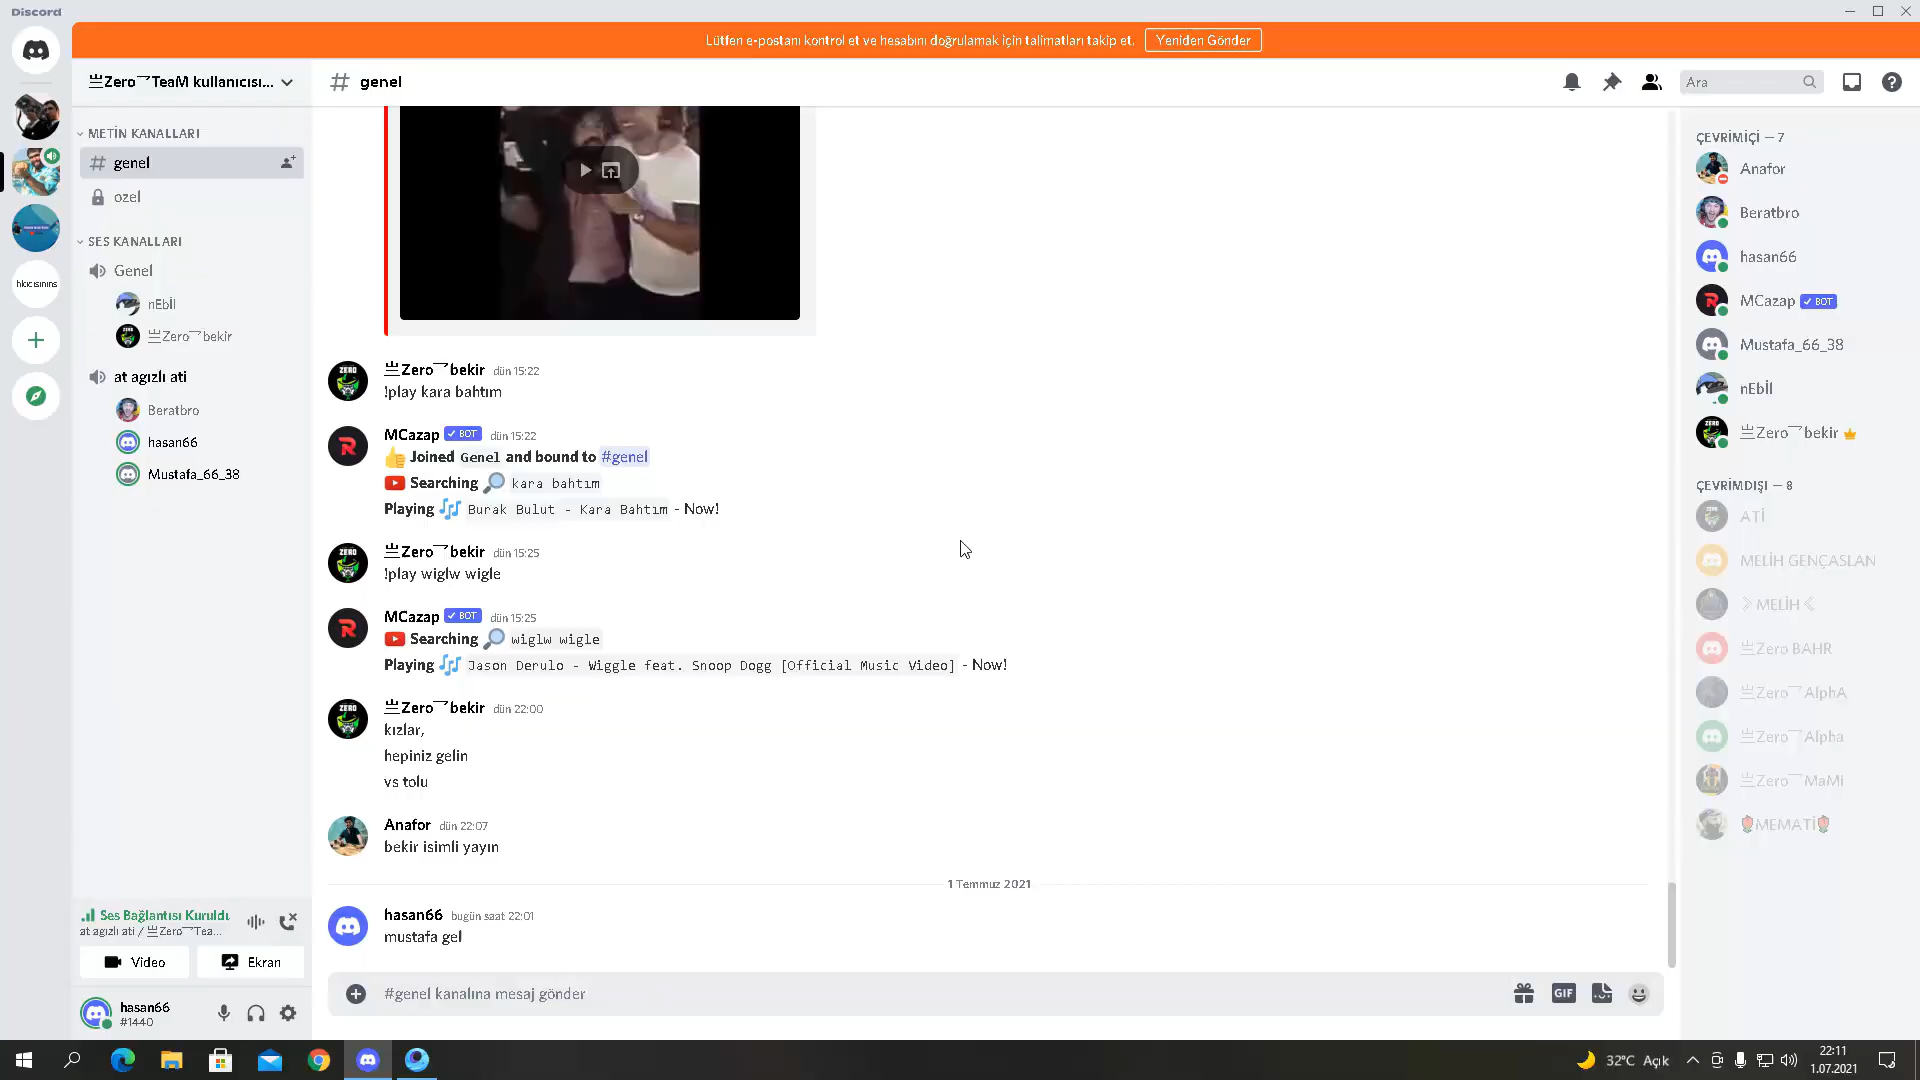 Discord
Lütfen e-postanı kontrol et ve hesabını doğrulamak için talimatları takip et.
Yeniden Gönder
亗Zero乛TeaM kullanıcısı...
genel
Ara
METİN KANALLARI
genel
ozel
SES KANALLARI
Genel
nEbİl
亗Zero乛bekir
at agızlı ati
Beratbro
hasan66
Mustafa_66_38
亗Zero乛bekir dün 15:22
!play kara bahtım
MCazap BOT dün 15:22
Joined Genel and bound to #genel
Searching kara bahtım
Playing Burak Bulut - Kara Bahtım - Now!
亗Zero乛bekir dün 15:25
!play wiglw wigle
MCazap BOT dün 15:25
Searching wiglw wigle
Playing Jason Derulo - Wiggle feat. Snoop Dogg [Official Music Video] - Now!
亗Zero乛bekir dün 22:00
kızlar,
hepiniz gelin
vs tolu
Anafor dün 22:07
bekir isimli yayın
1 Temmuz 2021
hasan66 bugün saat 22:01
mustafa gel
#genel kanalına mesaj gönder
GIF
ÇEVRİMİÇİ — 7
Anafor
Beratbro
hasan66
MCazap BOT
Mustafa_66_38
nEbİl
亗Zero乛bekir
ÇEVRİMDIŞI — 8
ATİ
MELİH GENÇASLAN
MELİH
亗Zero BAHR
亗Zero乛AlphA
亗Zero乛Alpha
亗Zero乛MaMi
MEMATİ
Ses Bağlantısı Kuruldu
at agızlı ati / 亗Zero乛Tea...
Video
Ekran
hasan66
#1440
32°C Açık
22:11
1.07.2021